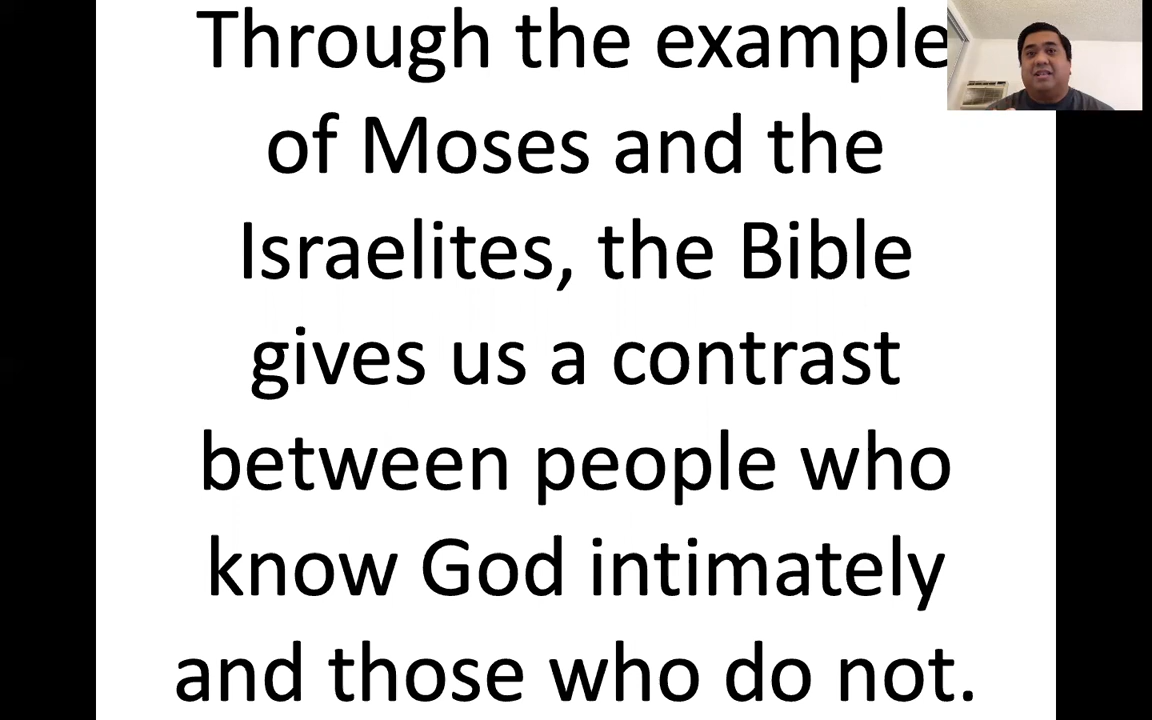 Through the example
of Moses and the
Israelites, the Bible
gives us a contrast
between people who
know God intimately
and those who do not.